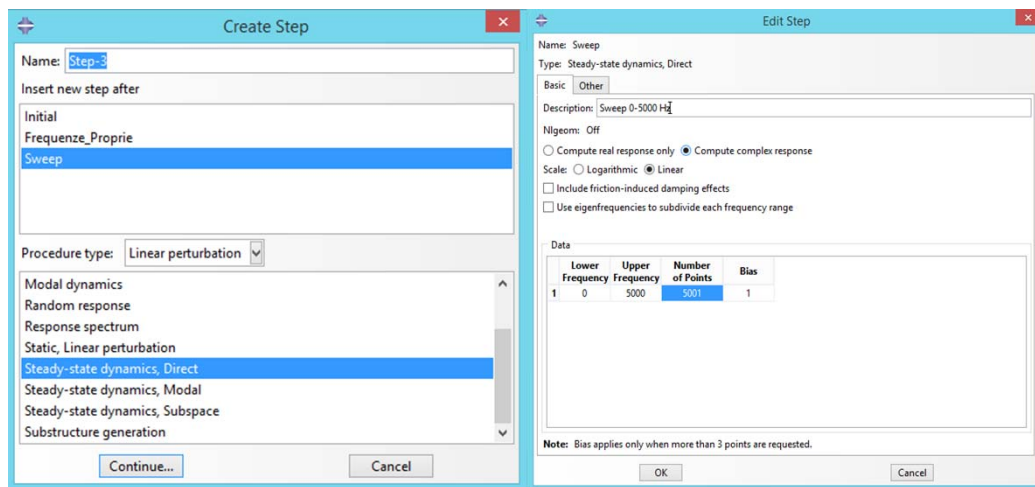 Create Step
Name: Step-3
Insert new step after
Initial
Frequenze_Proprie
Sweep
Procedure type: Linear perturbation
Modal dynamics
Random response
Response spectrum
Static, Linear perturbation
Steady-state dynamics, Direct
Steady-state dynamics, Modal
Steady-state dynamics, Subspace
Substructure generation
Continue... Cancel
Edit Step
Name: Sweep
Type: Steady-state dynamics, Direct
Basic Other
Description: Sweep 0-5000 Hz
Nlgeom: Off
Compute real response only Compute complex response
Scale: Logarithmic Linear
Include friction-induced damping effects
Use eigenfrequencies to subdivide each frequency range
Data
Lower Upper Number
Frequency Frequency of Points Bias
1 0 5000 5001 1
Note: Bias applies only when more than 3 points are requested.
OK Cancel